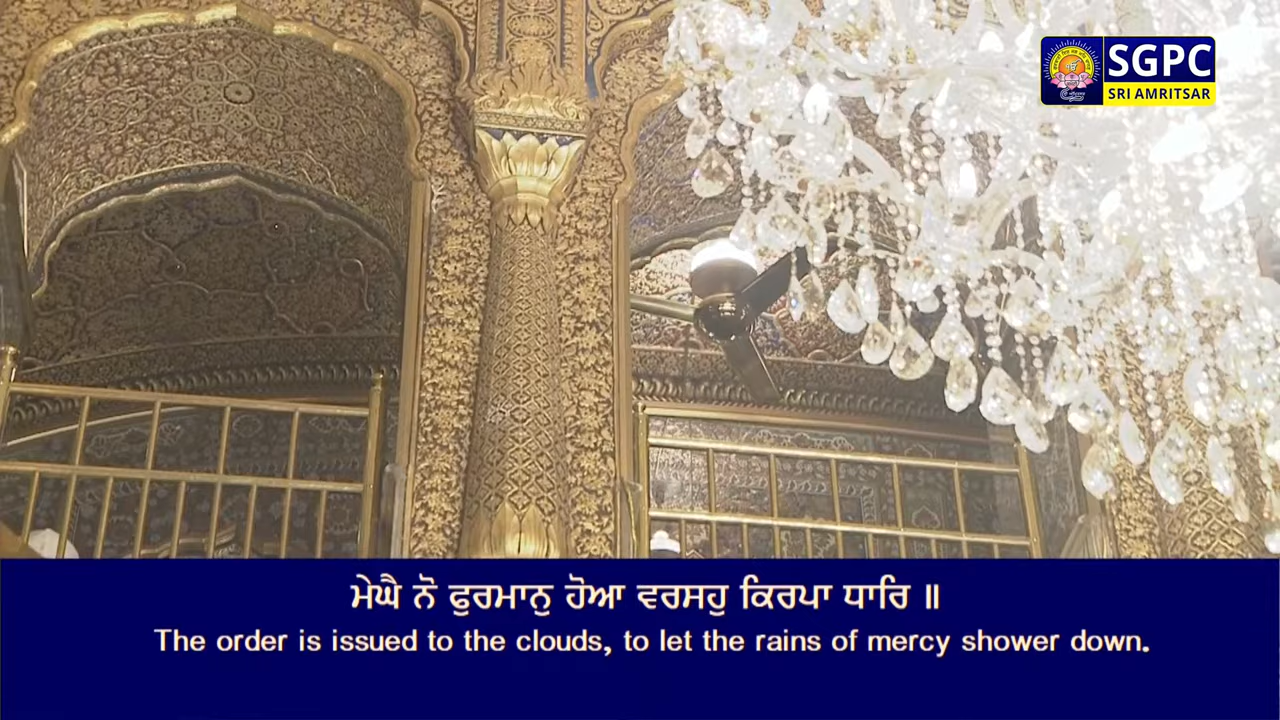 SGPC
SRI AMRITSAR
ਮੇਘੈ ਨੋ ਫੁਰਮਾਨੁ ਹੋਆ ਵਰਸਹੁ ਕਿਰਪਾ ਧਾਰਿ ॥
The order is issued to the clouds, to let the rains of mercy shower down.